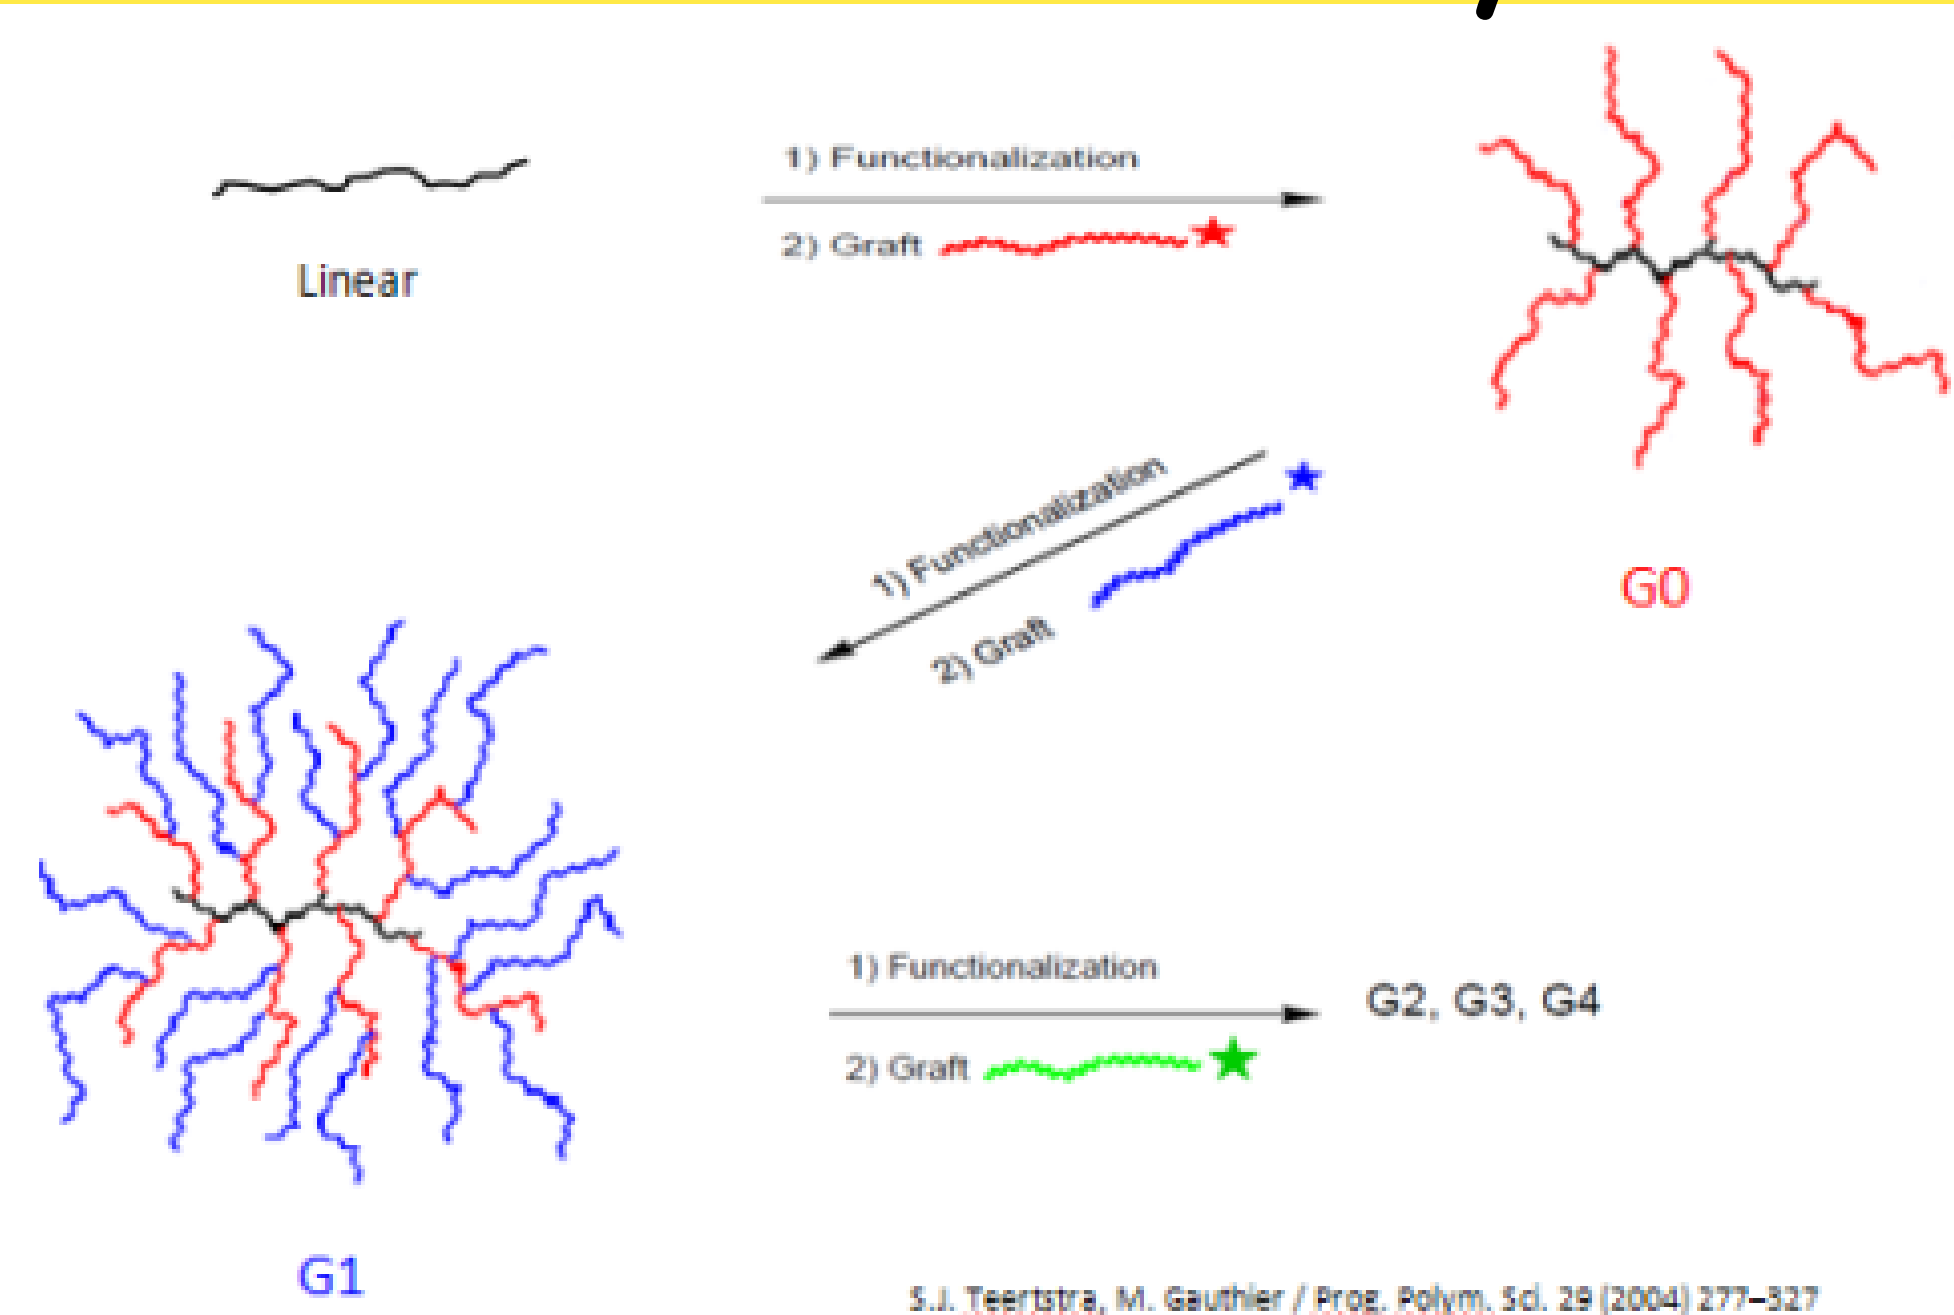 1) Functionalization
2) Graft
Linear
1) Functionalization
2) Graft
G0
1) Functionalization
2) Graft
G2, G3, G4
G1
S.J. Teertstra, M. Gauthier / Prog. Polym. Sci. 29 (2004) 277–327